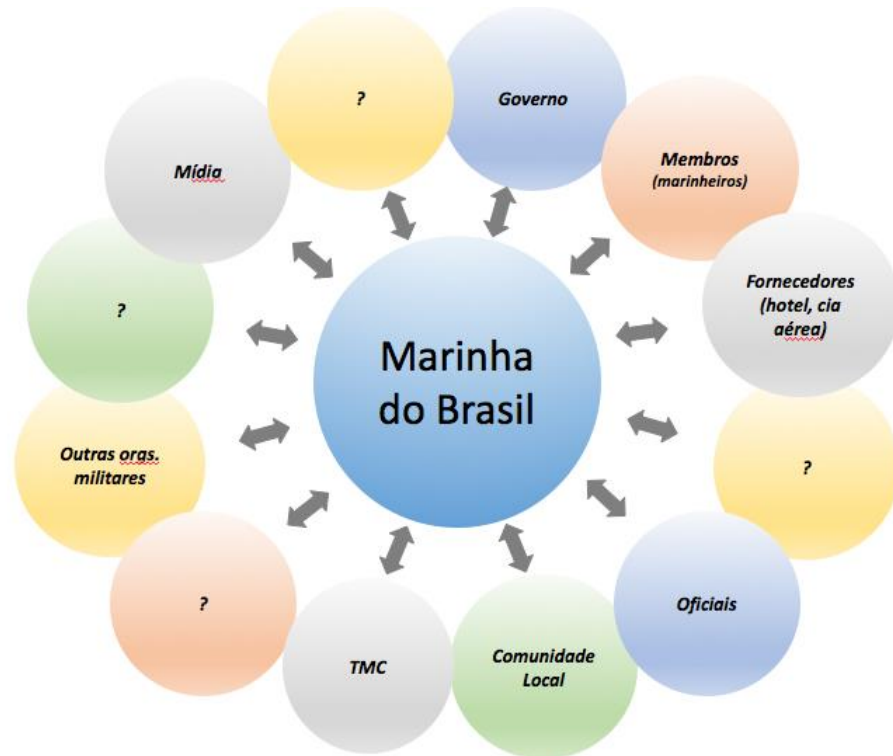 ?
Governo
Membros
(marinheiros)
Fornecedores
(hotel, cia
aérea)
?
Oficiais
Comunidade
Local
TMC
?
Outras orgs.
militares
?
Mídia
Marinha
do Brasil